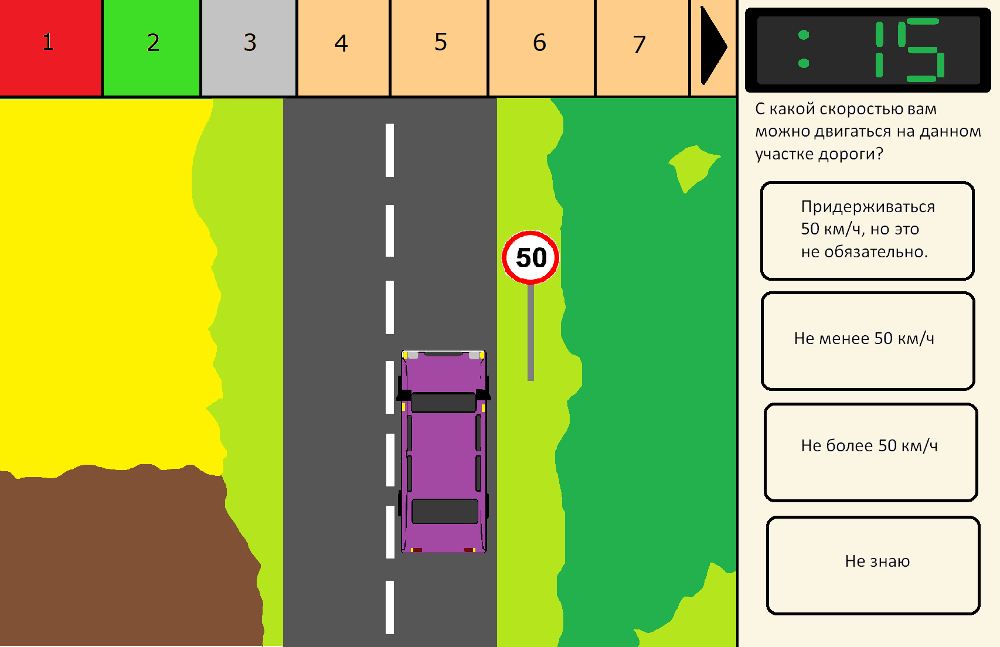 1 2 3 4 5 6 7
:15
С какой скоростью вам
можно двигаться на данном
участке дороги?
50
Придерживаться
50 км/ч, но это
не обязательно.
Не менее 50 км/ч
Не более 50 км/ч
Не знаю